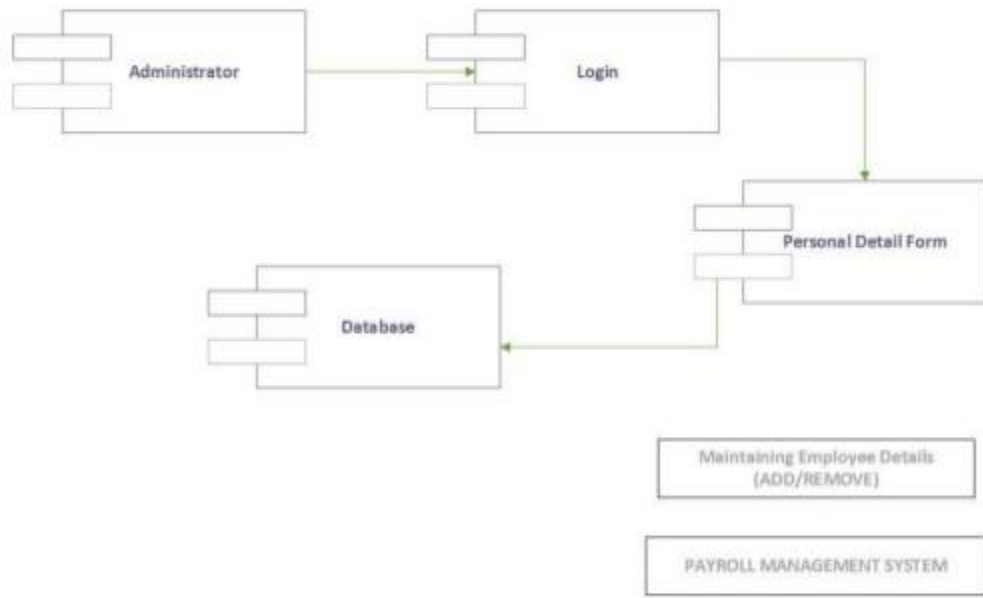 Administrator
Login
Personal Detail Form
Database
Maintaining Employee Details
(ADD/REMOVE)
PAYROLL MANAGEMENT SYSTEM